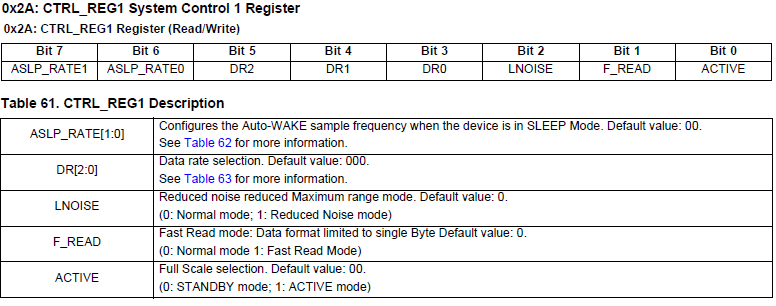 0x2A: CTRL_REG1 System Control 1 Register
0x2A: CTRL_REG1 Register (Read/Write)
Bit 7 Bit 6 Bit 5 Bit 4 Bit 3 Bit 2 Bit 1 Bit 0
ASLP_RATE1 ASLP_RATE0 DR2 DR1 DR0 LNOISE F_READ ACTIVE
Table 61. CTRL_REG1 Description
ASLP_RATE[1:0] Configures the Auto-WAKE sample frequency when the device is in SLEEP Mode. Default value: 00.
See Table 62 for more information.
DR[2:0] Data rate selection. Default value: 000.
See Table 63 for more information.
LNOISE Reduced noise reduced Maximum range mode. Default value: 0.
(0: Normal mode; 1: Reduced Noise mode)
F_READ Fast Read mode: Data format limited to single Byte Default value: 0.
(0: Normal mode 1: Fast Read Mode)
ACTIVE Full Scale selection. Default value: 00.
(0: STANDBY mode; 1: ACTIVE mode)